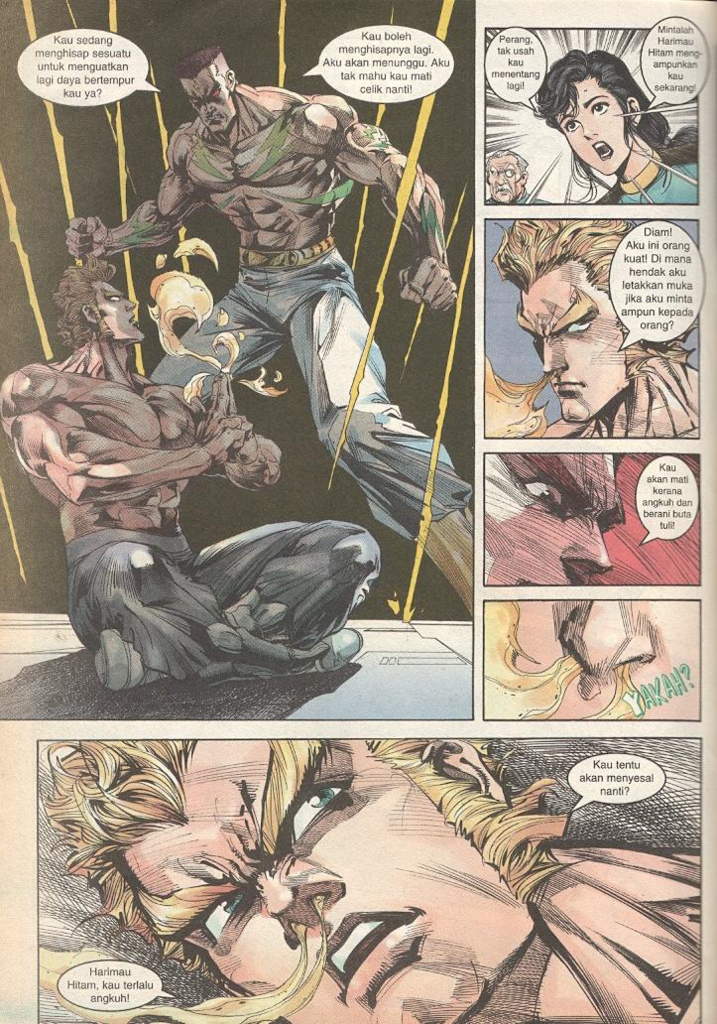 Kau sedang
menghisap sesuatu
untuk menguatkan
lagi daya bertempur
kau ya?
Kau boleh
menghisapnya lagi.
Aku akan menunggu. Aku
tak mahu kau mati
celik nanti!
Perang,
tak usah
kau
menentang
lagi!
Mintalah
Harimau
Hitam meng-
ampunkan
kau
sekarang!
Diam!
Aku ini orang
kuat! Di mana
hendak aku
letakkan muka
jika aku minta
ampun kepada
orang?
Kau
akan mati
kerana
angkuh dan
berani buta
tuli!
YAKAH?
Kau tentu
akan menyesal
nanti?
Harimau
Hitam, kau terlalu
angkuh!